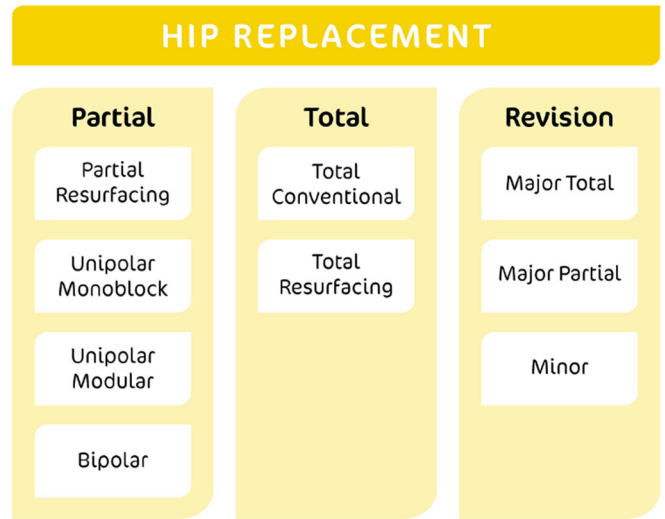 HIP REPLACEMENT
Partial
Partial
Resurfacing
Unipolar
Monoblock
Unipolar
Modular
Bipolar
Total
Total
Conventional
Total
Resurfacing
Revision
Major Total
Major Partial
Minor